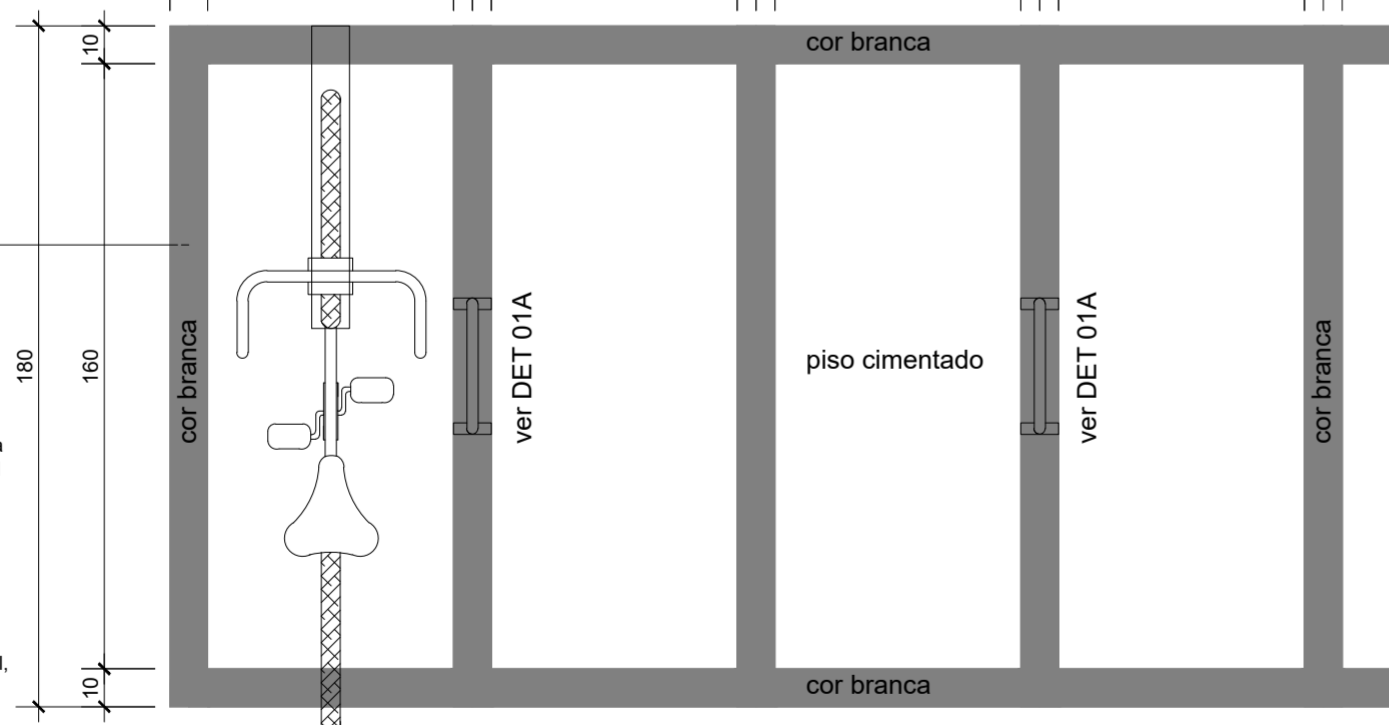 cor branca
10
180
160
cor branca
ver DET 01A
piso cimentado
ver DET 01A
cor branca
a
l,
10
cor branca